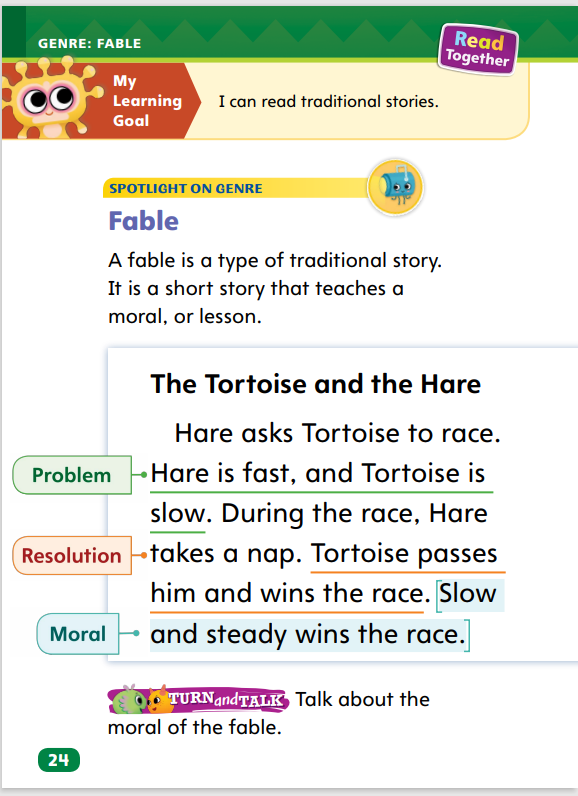 GENRE: FABLE
Read
Together
My
Learning
Goal
I can read traditional stories.
SPOTLIGHT ON GENRE
Fable
A fable is a type of traditional story.
It is a short story that teaches a
moral, or lesson.
The Tortoise and the Hare
Hare asks Tortoise to race.
Problem
Hare is fast, and Tortoise is
slow. During the race, Hare
Resolution
takes a nap. Tortoise passes
him and wins the race. [Slow
Moral
and steady wins the race.]
TURNandTALK Talk about the
moral of the fable.
24